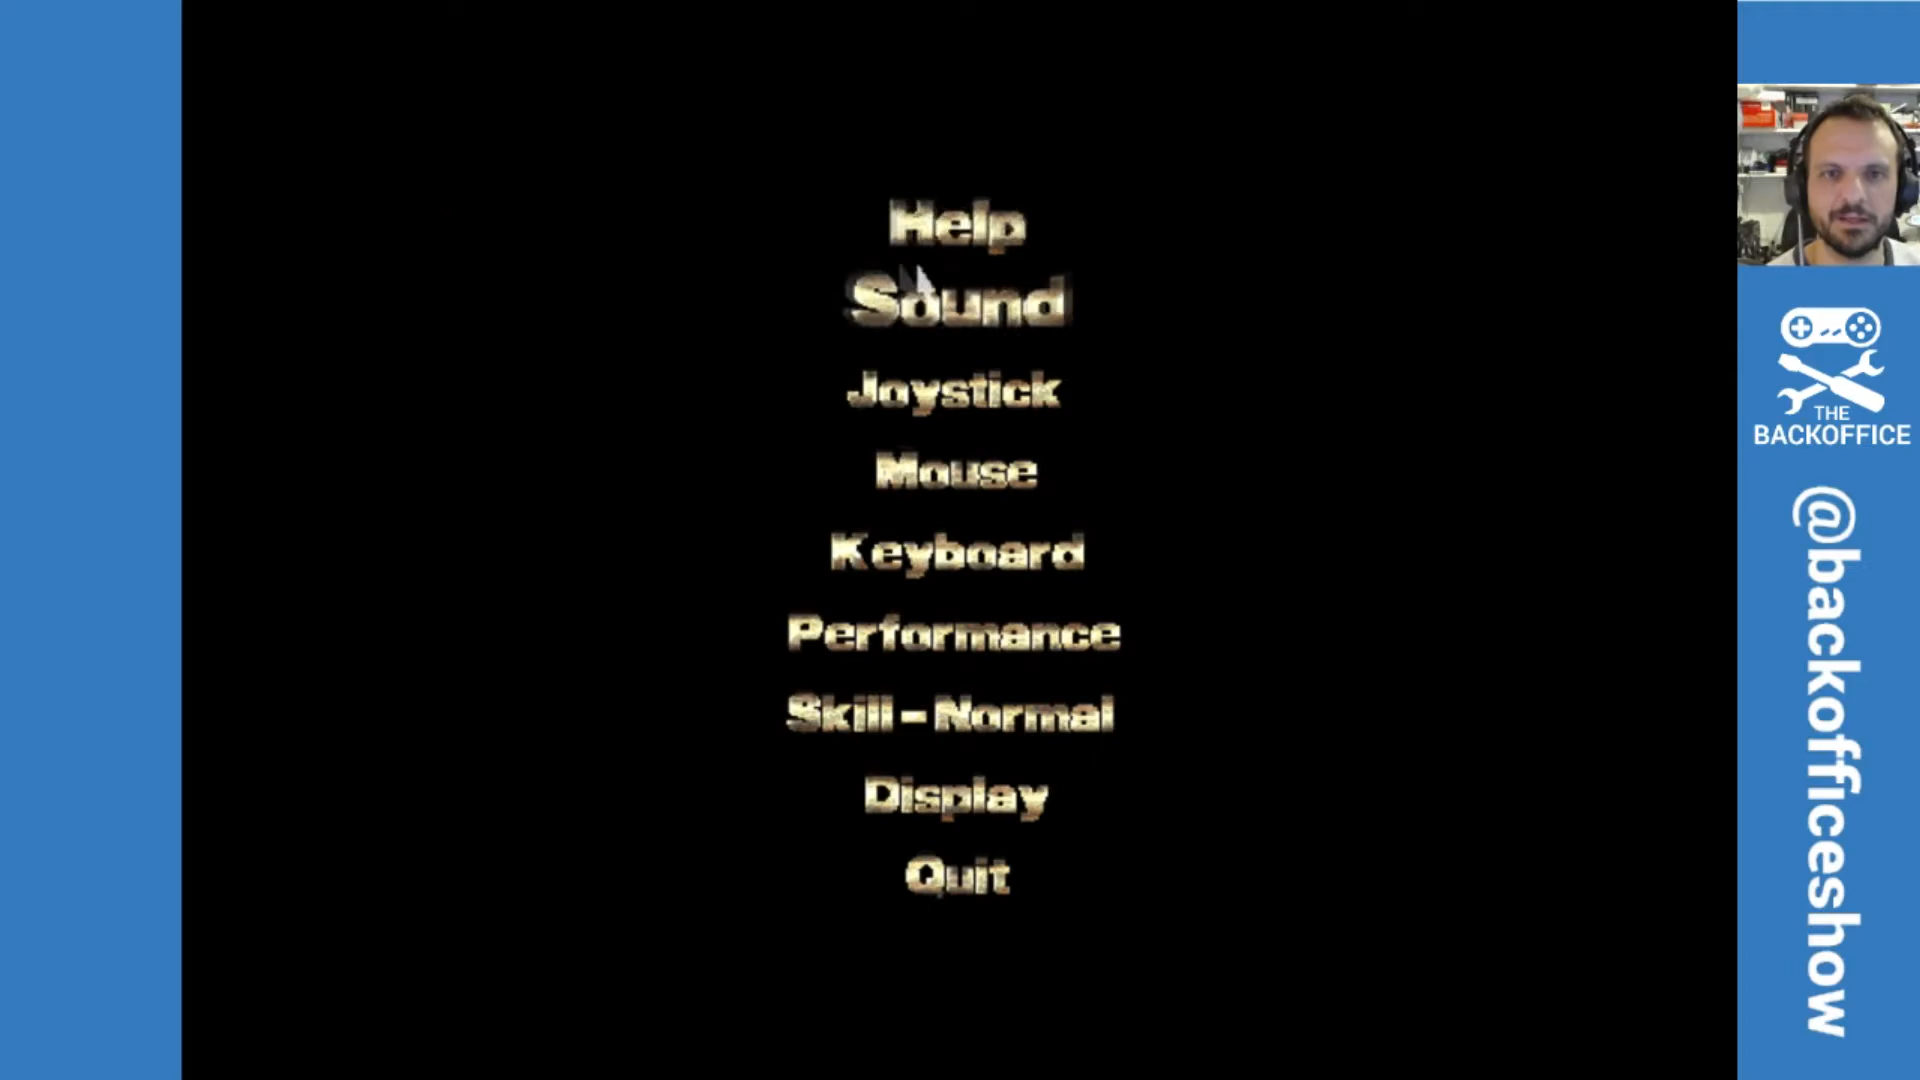 Help
Sound
Joystick
Mouse
Keyboard
Performance
Skill - Normal
Display
Quit
THE
BACKOFFICE
@backofficeshow